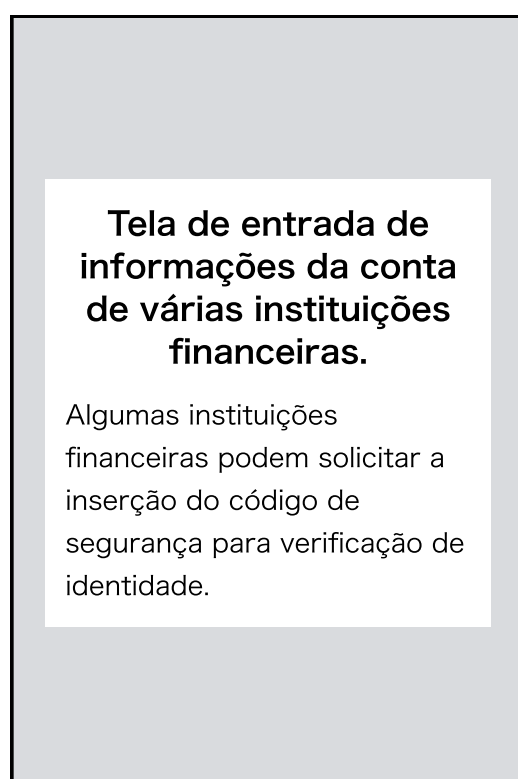 Tela de entrada de
informações da conta
de várias instituições
financeiras.
Algumas instituições
financeiras podem solicitar a
inserção do código de
segurança para verificação de
identidade.